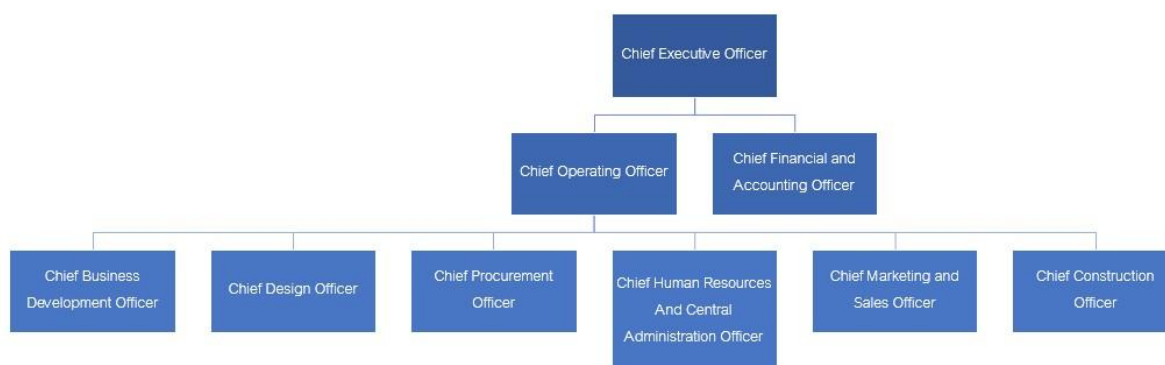 Chief Executive Officer
Chief Operating Officer
Chief Financial and
Accounting Officer
Chief Business
Development Officer
Chief Design Officer
Chief Procurement
Officer
Chief Human Resources
And Central
Administration Officer
Chief Marketing and
Sales Officer
Chief Construction
Officer